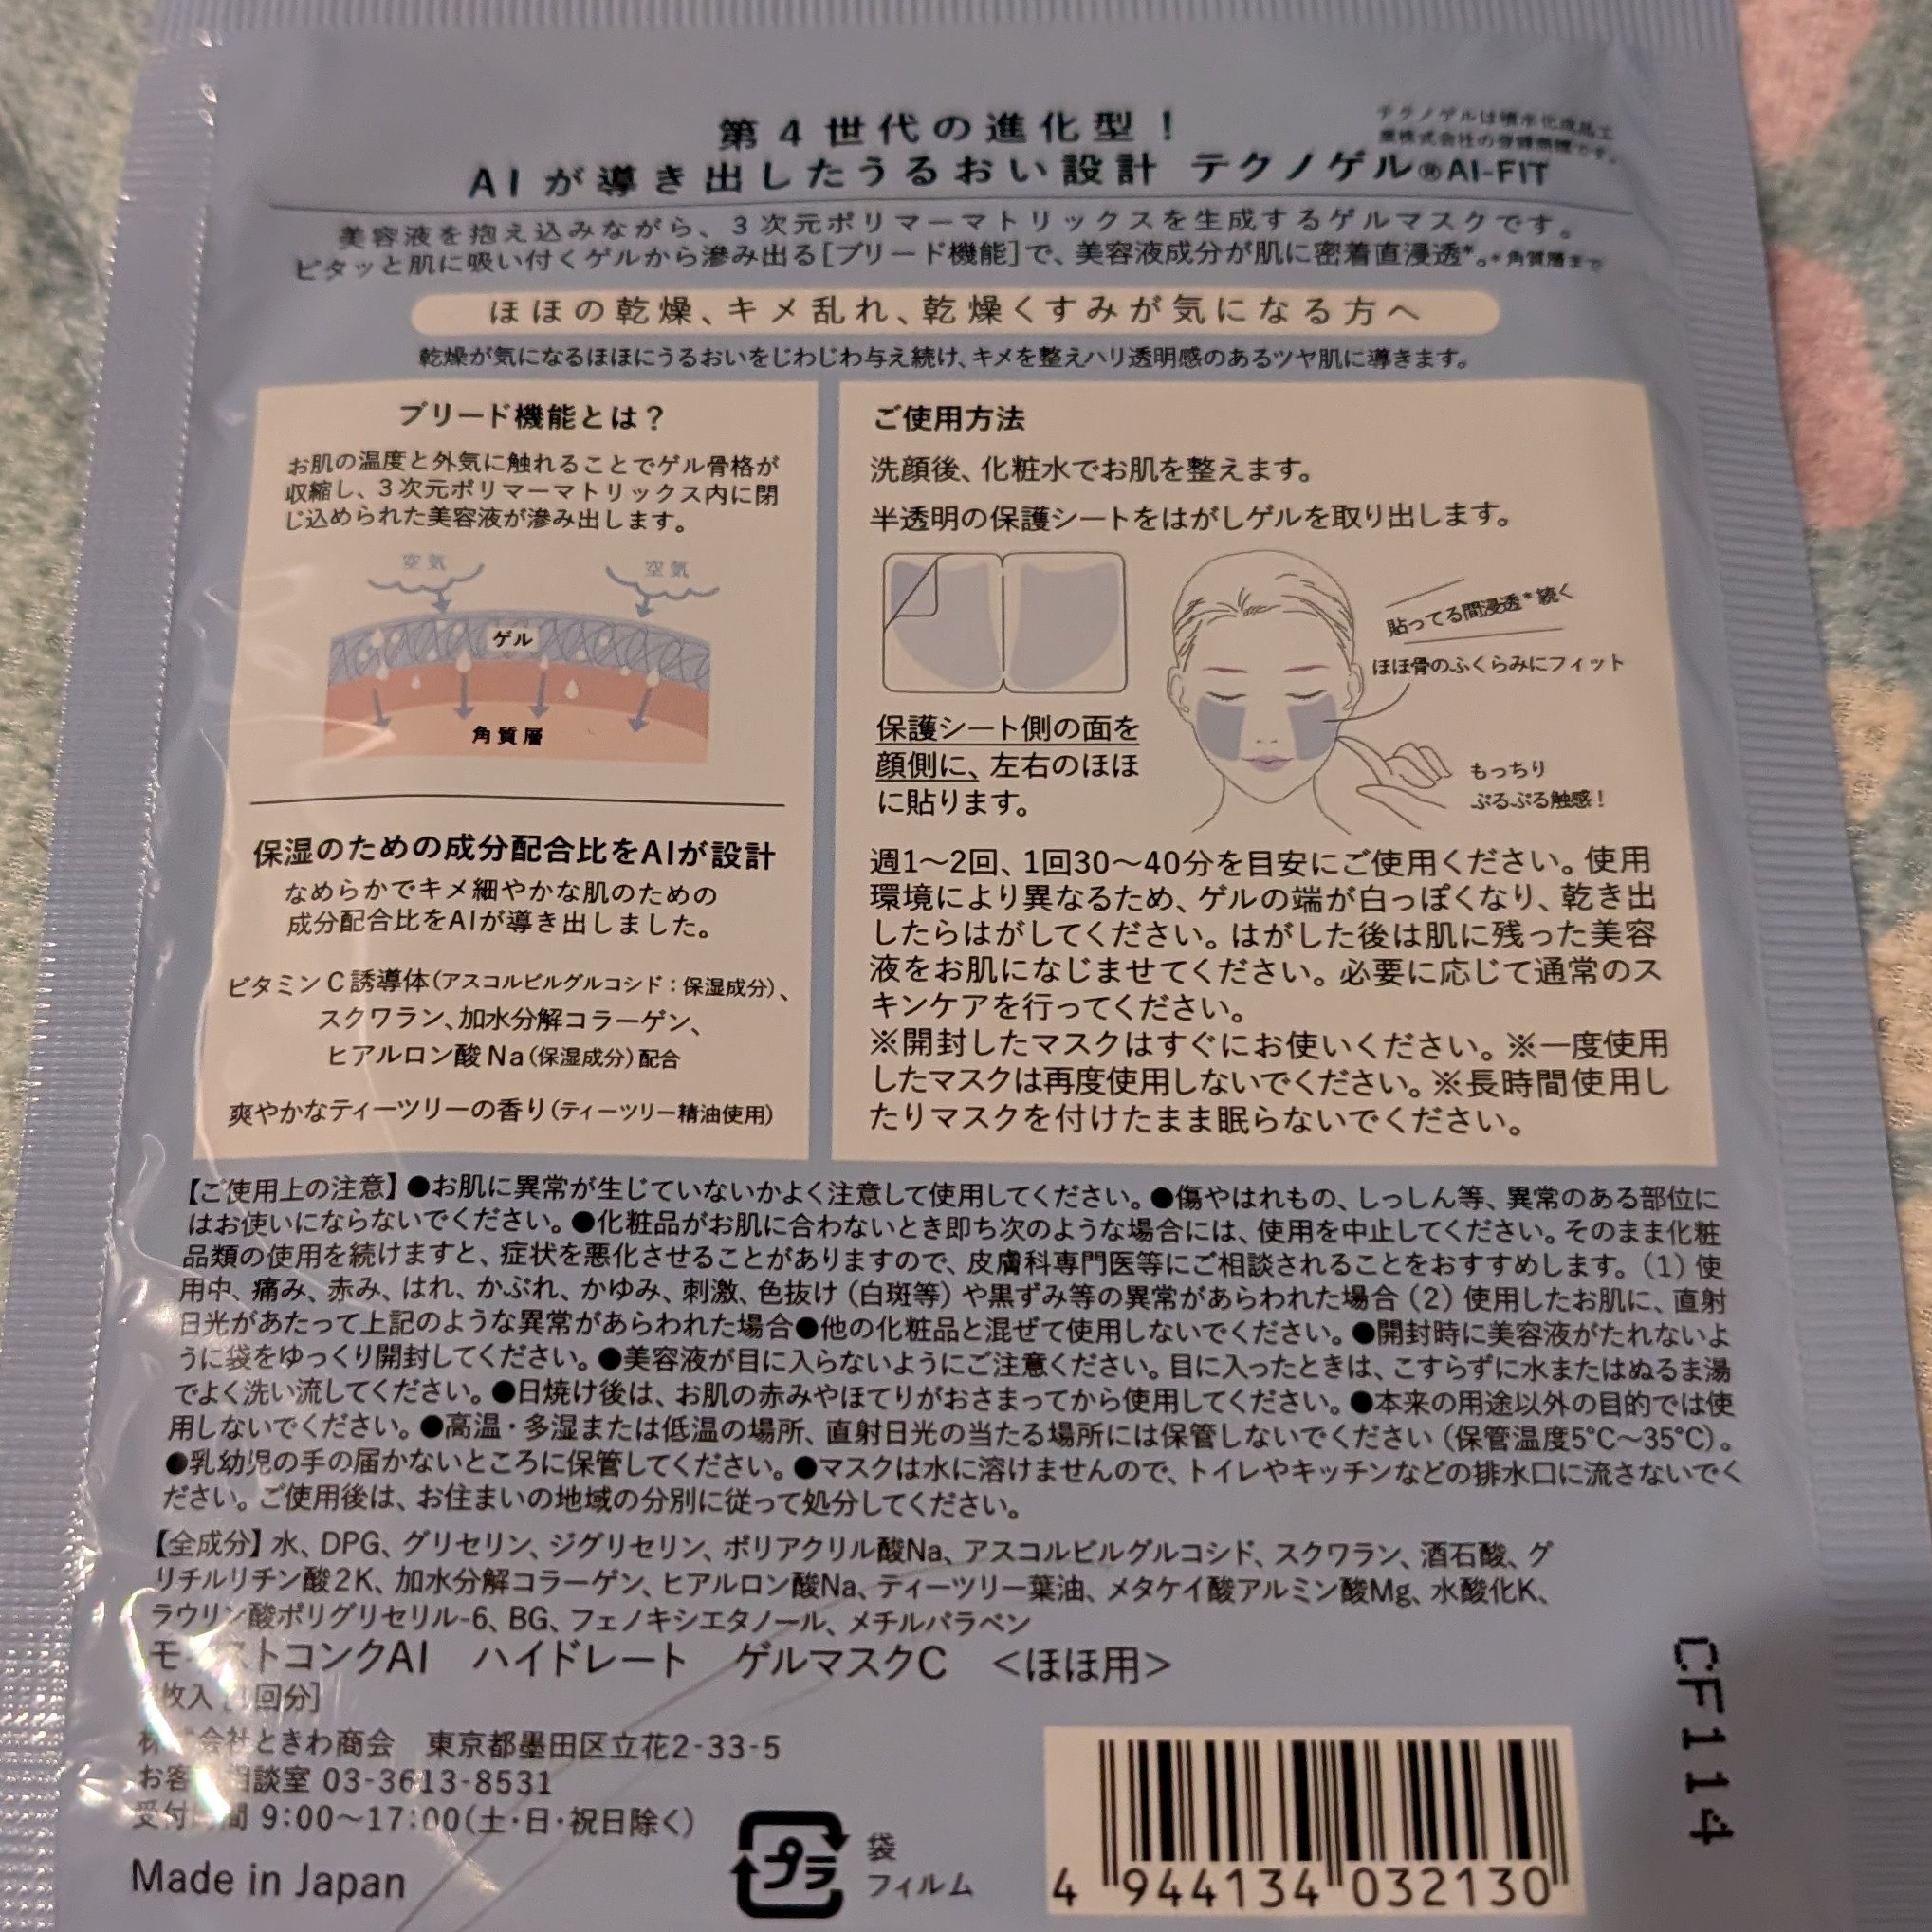 第4世代の進化型！
AIが導き出したうるおい設計 テクノゲル®AI-FIT
テクノゲルは積水化成品工
業株式会社の登録商標です。
美容液を抱え込みながら、3次元ポリマーマトリックスを生成するゲルマスクです。
ピタッと肌に吸い付くゲルから滲み出る[ブリード機能]で、美容液成分が肌に密着直浸透*。*角質層まで
ほほの乾燥、キメ乱れ、乾燥くすみが気になる方へ
乾燥が気になるほほにうるおいをじわじわ与え続け、キメを整えハリ透明感のあるツヤ肌に導きます。
ブリード機能とは？
お肌の温度と外気に触れることでゲル骨格が
収縮し、3次元ポリマーマトリックス内に閉
じ込められた美容液が滲み出します。
空気
空気
ゲル
角質層
保湿のための成分配合比をAIが設計
なめらかでキメ細やかな肌のための
成分配合比をAIが導き出しました。
ビタミンC誘導体(アスコルビルグルコシド：保湿成分)、
スクワラン、加水分解コラーゲン、
ヒアルロン酸Na(保湿成分)配合
爽やかなティーツリーの香り(ティーツリー精油使用)
ご使用方法
洗顔後、化粧水でお肌を整えます。
半透明の保護シートをはがしゲルを取り出します。
貼ってる間浸透*続く
ほほ骨のふくらみにフィット
保護シート側の面を
顔側に、左右のほほ
に貼ります。
もっちり
ぷるぷる触感！
週1〜2回、1回30〜40分を目安にご使用ください。使用
環境により異なるため、ゲルの端が白っぽくなり、乾き出
したらはがしてください。はがした後は肌に残った美容
液をお肌になじませてください。必要に応じて通常のス
キンケアを行ってください。
※開封したマスクはすぐにお使いください。※一度使用
したマスクは再度使用しないでください。※長時間使用し
たりマスクを付けたまま眠らないでください。
【ご使用上の注意】●お肌に異常が生じていないかよく注意して使用してください。●傷やはれもの、しっしん等、異常のある部位に
はお使いにならないでください。●化粧品がお肌に合わないとき即ち次のような場合には、使用を中止してください。そのまま化粧
品類の使用を続けますと、症状を悪化させることがありますので、皮膚科専門医等にご相談されることをおすすめします。（1）使
用中、痛み、赤み、はれ、かぶれ、かゆみ、刺激、色抜け（白斑等）や黒ずみ等の異常があらわれた場合（2）使用したお肌に、直射
日光があたって上記のような異常があらわれた場合●他の化粧品と混ぜて使用しないでください。●開封時に美容液がたれないよ
うに袋をゆっくり開封してください。●美容液が目に入らないようにご注意ください。目に入ったときは、こすらずに水またはぬるま湯
でよく洗い流してください。●日焼け後は、お肌の赤みやほてりがおさまってから使用してください。●本来の用途以外の目的では使
用しないでください。●高温・多湿または低温の場所、直射日光の当たる場所には保管しないでください（保管温度5℃〜35℃）。
●乳幼児の手の届かないところに保管してください。●マスクは水に溶けませんので、トイレやキッチンなどの排水口に流さないでく
ださい。ご使用後は、お住まいの地域の分別に従って処分してください。
【全成分】水、DPG、グリセリン、ジグリセリン、ポリアクリル酸Na、アスコルビルグルコシド、スクワラン、酒石酸、グ
リチルリチン酸2K、加水分解コラーゲン、ヒアルロン酸Na、ティーツリー葉油、メタケイ酸アルミン酸Mg、水酸化K、
ラウリン酸ポリグリセリル-6、BG、フェノキシエタノール、メチルパラベン
モイストコンクAI ハイドレート ゲルマスクC ＜ほほ用＞
枚入[1回分]
株式会社ときわ商会 東京都墨田区立花2-33-5
お客様相談室 03-3613-8531
受付時間 9:00〜17:00(土・日・祝日除く)
Made in Japan
プラ
袋
フィルム
4 944134 032130
CF114